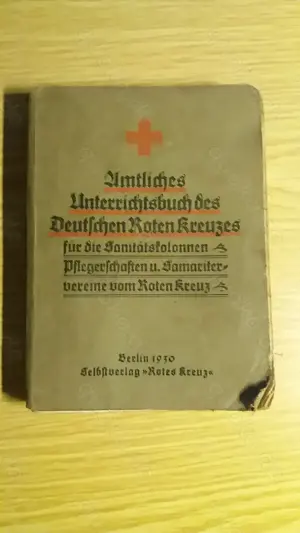 Amtliches
Unterrichtsbuch des
Deutschen Roten Kreuzes
für die Sanitätskolonnen
Pflegerschaften u. Samariter-
vereine vom Roten Kreuz
Berlin 1930
Selbstverlag »Rotes Kreuz«